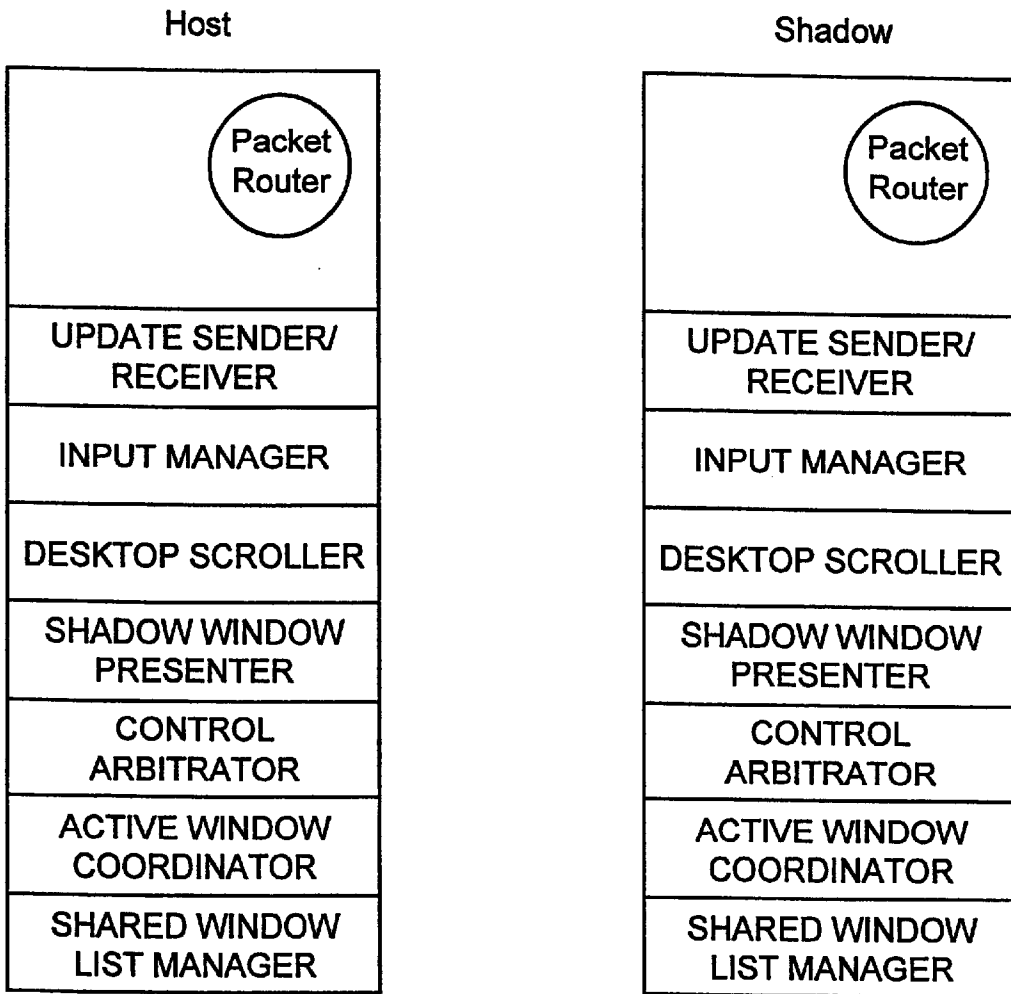 Host
Packet
Router
UPDATE SENDER/
RECEIVER
INPUT MANAGER
DESKTOP SCROLLER
SHADOW WINDOW
PRESENTER
CONTROL
ARBITRATOR
ACTIVE WINDOW
COORDINATOR
SHARED WINDOW
LIST MANAGER
Shadow
Packet
Router
UPDATE SENDER/
RECEIVER
INPUT MANAGER
DESKTOP SCROLLER
SHADOW WINDOW
PRESENTER
CONTROL
ARBITRATOR
ACTIVE WINDOW
COORDINATOR
SHARED WINDOW
LIST MANAGER